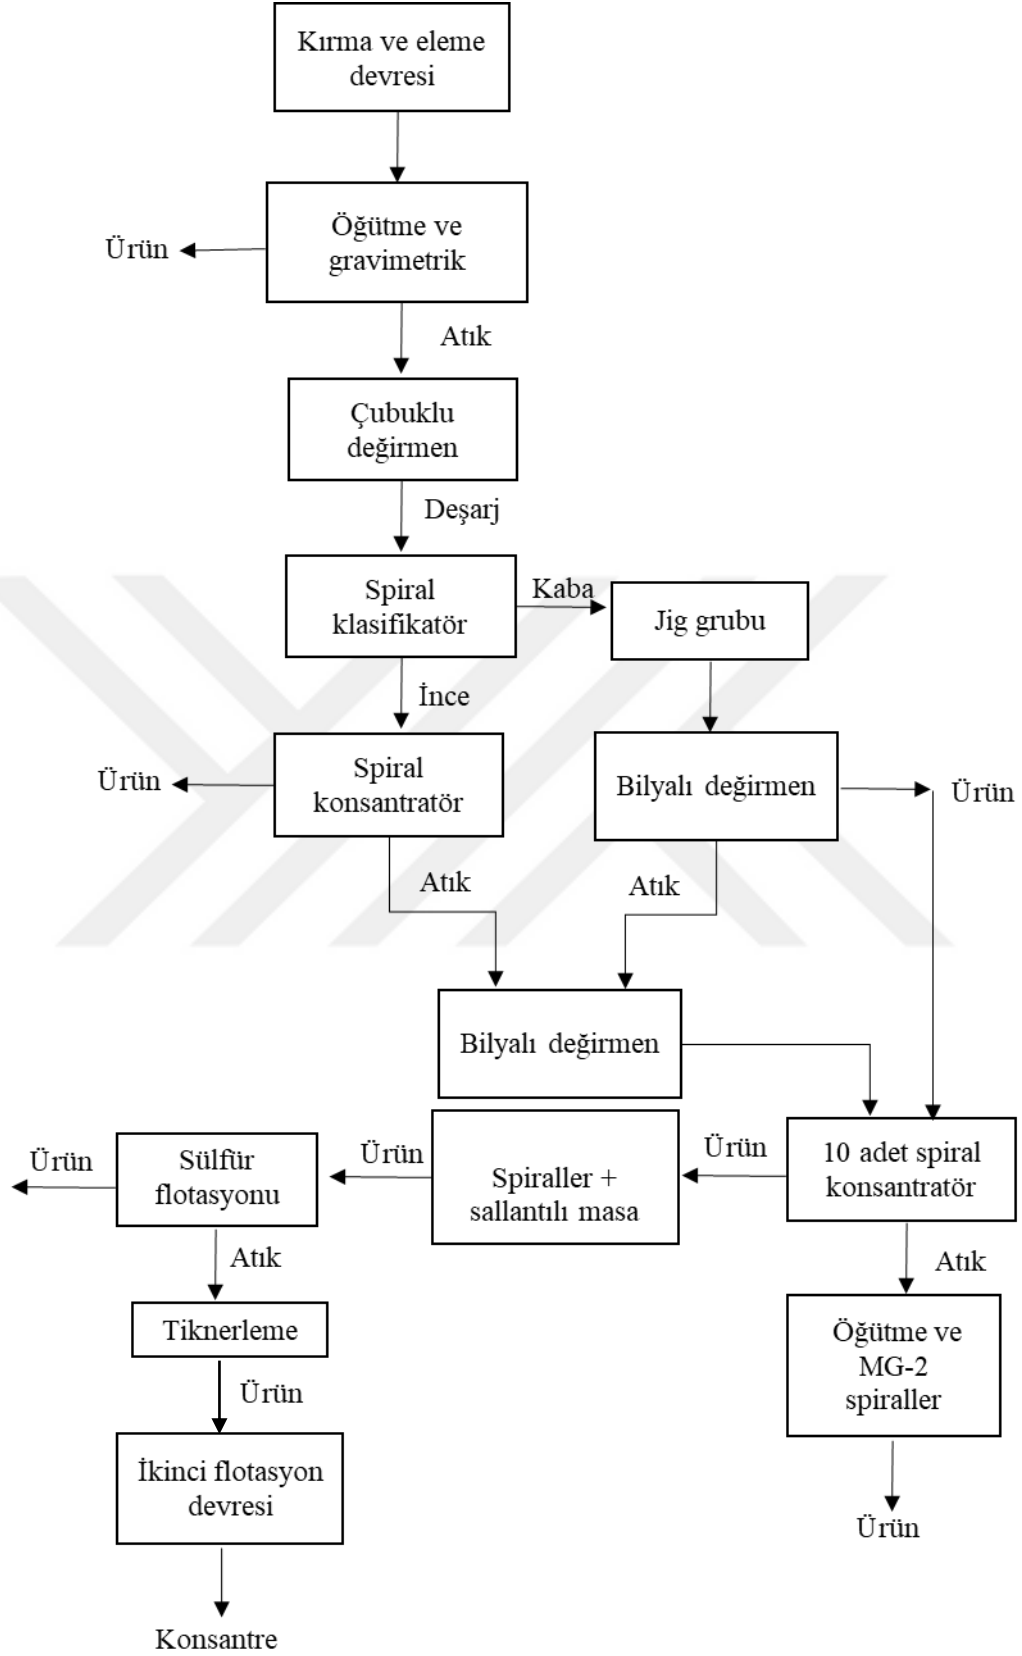 Kırma ve eleme
devresi
Öğütme ve
gravimetrik
Ürün
Atık
Çubuklu
değirmen
Deşarj
Spiral
klasifikatör
Kaba
Jig grubu
İnce
Spiral
konsantratör
Ürün
Bilyalı değirmen
Ürün
Atık
Atık
Bilyalı değirmen
10 adet spiral
konsantratör
Ürün
Spiraller +
sallantılı masa
Ürün
Sülfür
flotasyonu
Ürün
Atık
Atık
Tiknerleme
Öğütme ve
MG-2
spiraller
Ürün
İkinci flotasyon
devresi
Ürün
Konsantre